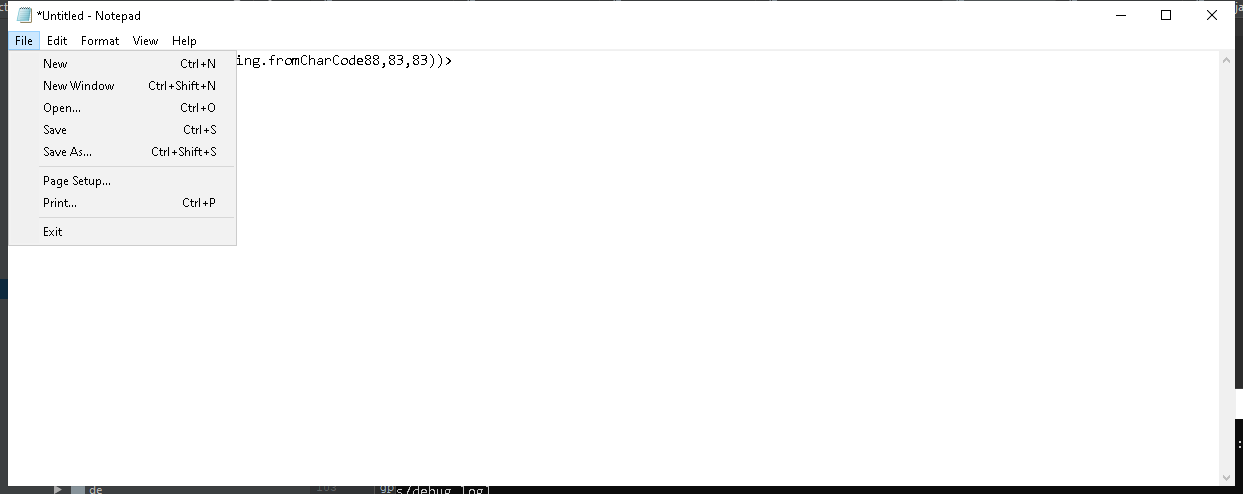 *Untitled - Notepad
File Edit Format View Help
ing.fromCharCode88,83,83))>
New Ctrl+N
New Window Ctrl+Shift+N
Open... Ctrl+O
Save Ctrl+S
Save As... Ctrl+Shift+S
Page Setup...
Print... Ctrl+P
Exit
de 103 s/debug.log]